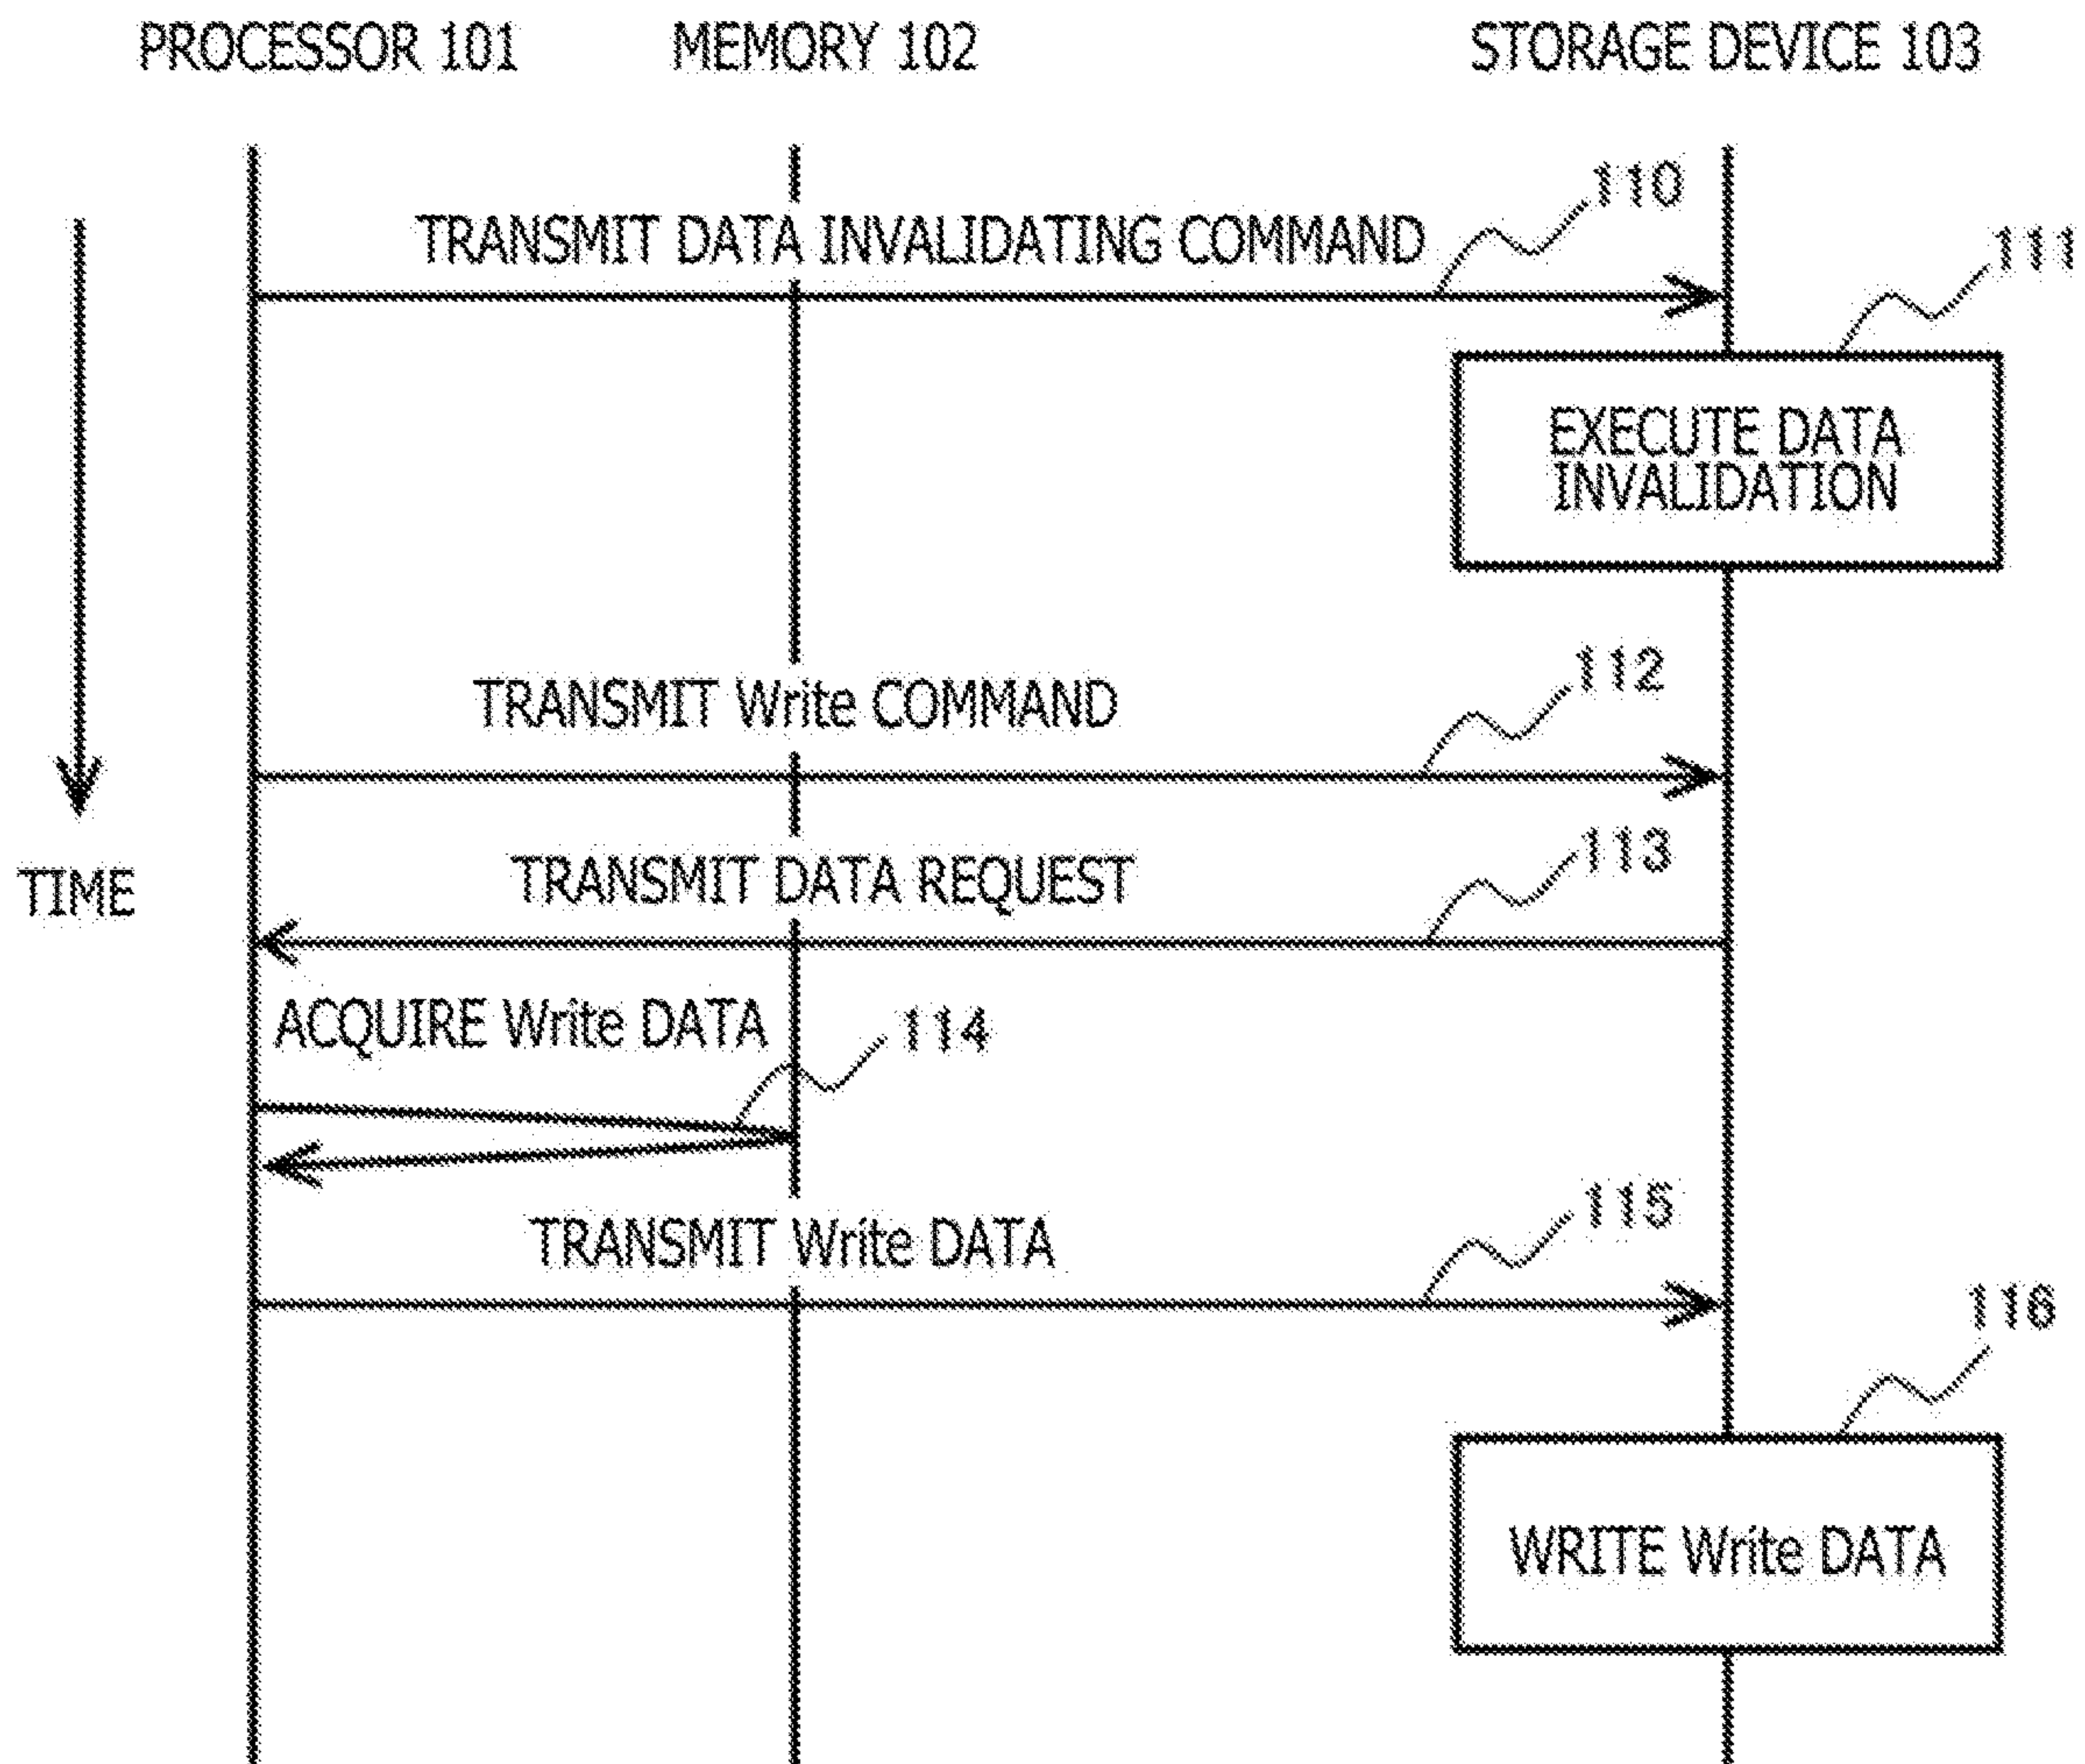 PROCESSOR 101
MEMORY 102
STORAGE DEVICE 103
110
TRANSMIT DATA INVALIDATING COMMAND
111
EXECUTE DATA
INVALIDATION
112
TRANSMIT Write COMMAND
113
TRANSMIT DATA REQUEST
TIME
ACQUIRE Write DATA
114
115
TRANSMIT Write DATA
116
WRITE Write DATA